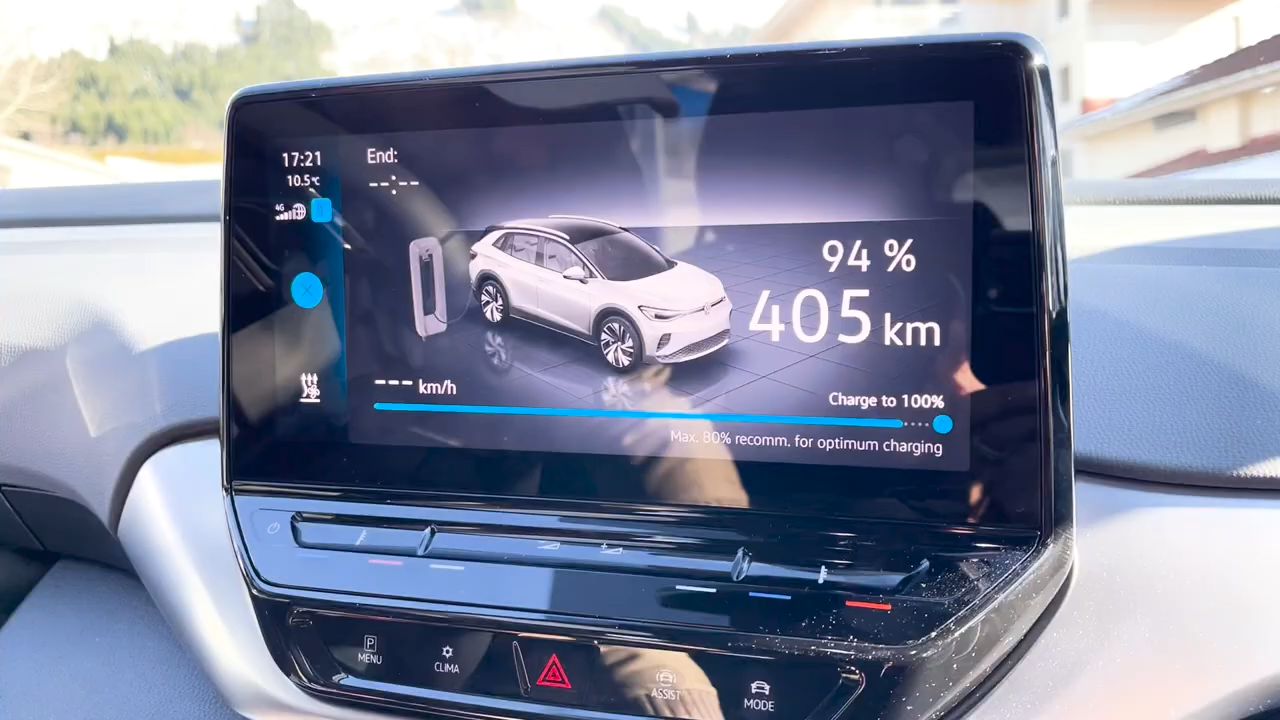 17:21
10.5°C
4G
End:
--:--
94 %
405 km
--- km/h
Charge to 100%
Max. 80% recomm. for optimum charging
P
MENU
CLIMA
ASSIST
MODE